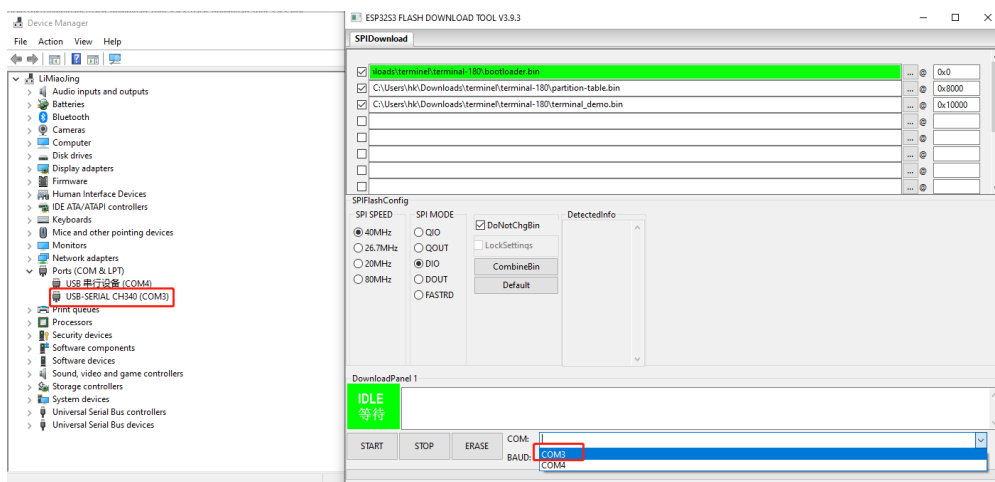 Device Manager
File Action View Help
LiMiaoJing
Audio inputs and outputs
Batteries
Bluetooth
Cameras
Computer
Disk drives
Display adapters
Firmware
Human Interface Devices
IDE ATA/ATAPI controllers
Keyboards
Mice and other pointing devices
Monitors
Network adapters
Ports (COM & LPT)
USB 串行设备 (COM4)
USB-SERIAL CH340 (COM3)
Print queues
Processors
Security devices
Software components
Software devices
Sound, video and game controllers
Storage controllers
System devices
Universal Serial Bus controllers
Universal Serial Bus devices
ESP32S3 FLASH DOWNLOAD TOOL V3.9.3
SPIDownload
\loads\terminel\terminal-180\bootloader.bin ... @ 0x0
C:\Users\hk\Downloads\terminel\terminal-180\partition-table.bin ... @ 0x8000
C:\Users\hk\Downloads\terminel\terminal-180\terminal_demo.bin ... @ 0x10000
... @
... @
... @
... @
... @
SPIFlashConfig
SPI SPEED
40MHz
26.7MHz
20MHz
80MHz
SPI MODE
QIO
QOUT
DIO
DOUT
FASTRD
DoNotChgBin
LockSettings
CombineBin
Default
DetectedInfo
DownloadPanel 1
IDLE
等待
START STOP ERASE
COM:
BAUD:
COM3
COM4